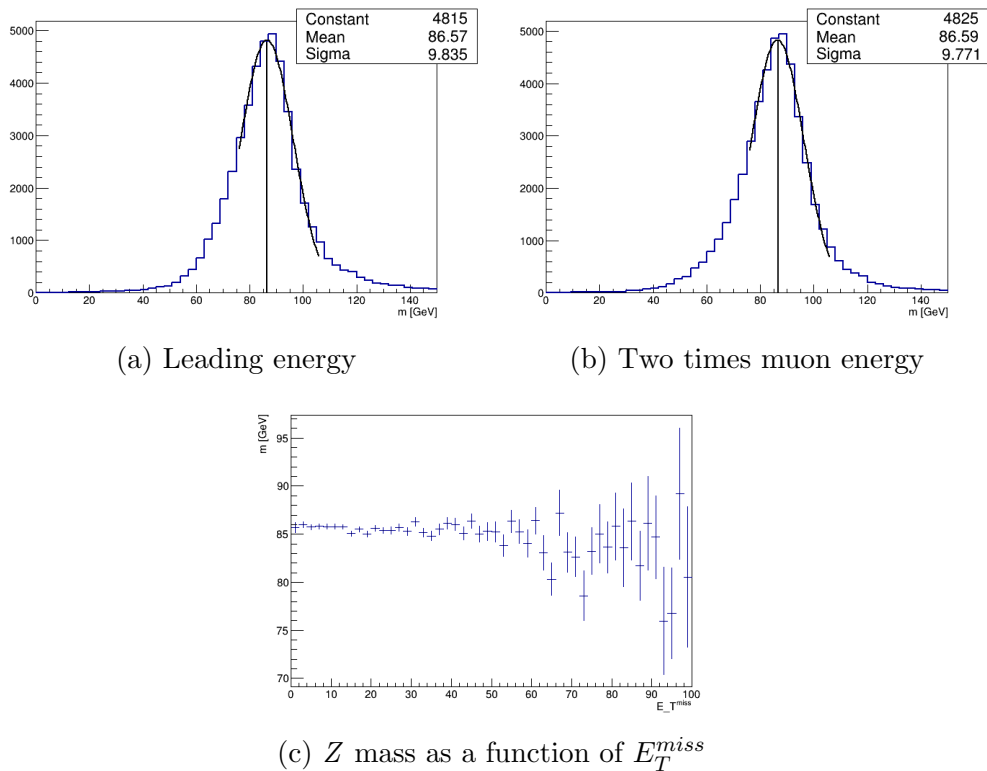 Constant 4815
Mean 86.57
Sigma 9.835
5000
4000
3000
2000
1000
0
0 20 40 60 80 100 120 140
m [GeV]
(a) Leading energy
Constant 4825
Mean 86.59
Sigma 9.771
5000
4000
3000
2000
1000
0
0 20 40 60 80 100 120 140
m [GeV]
(b) Two times muon energy
m [GeV]
95
90
85
80
75
70
0 10 20 30 40 50 60 70 80 90 100
E_T^miss
(c) Z mass as a function of E_T^miss